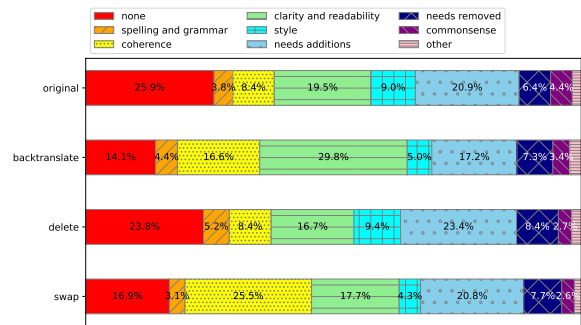 none clarity and readability needs removed
spelling and grammar style commonsense
coherence needs additions other
original 25.9% 3.8% 8.4% 19.5% 9.0% 20.9% 6.4% 4.4%
backtranslate 14.1% 4.4% 16.6% 29.8% 5.0% 17.2% 7.3% 3.4%
delete 23.8% 5.2% 8.4% 16.7% 9.4% 23.4% 8.4% 2.7%
swap 16.9% 3.1% 25.5% 17.7% 4.3% 20.8% 7.7% 2.6%